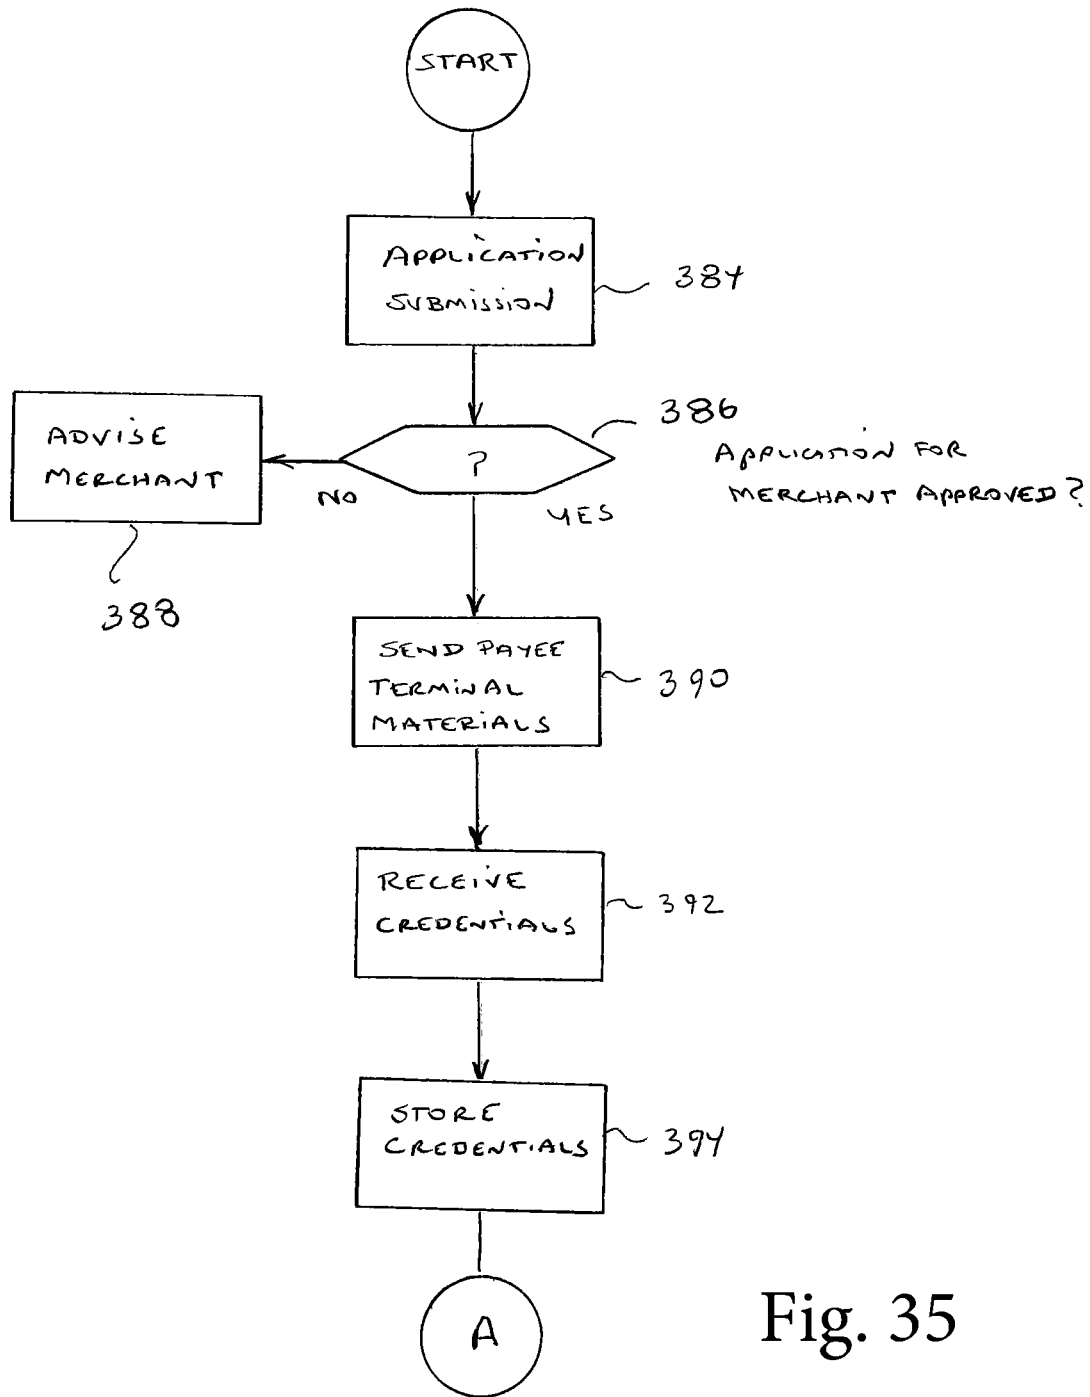 START
APPLICATION
SUBMISSION
384
386
ADVISE
MERCHANT
?
APPLICATION FOR
MERCHANT APPROVED?
NO
YES
388
SEND PAYEE
TERMINAL
MATERIALS
390
RECEIVE
CREDENTIALS
392
STORE
CREDENTIALS
394
A
Fig. 35